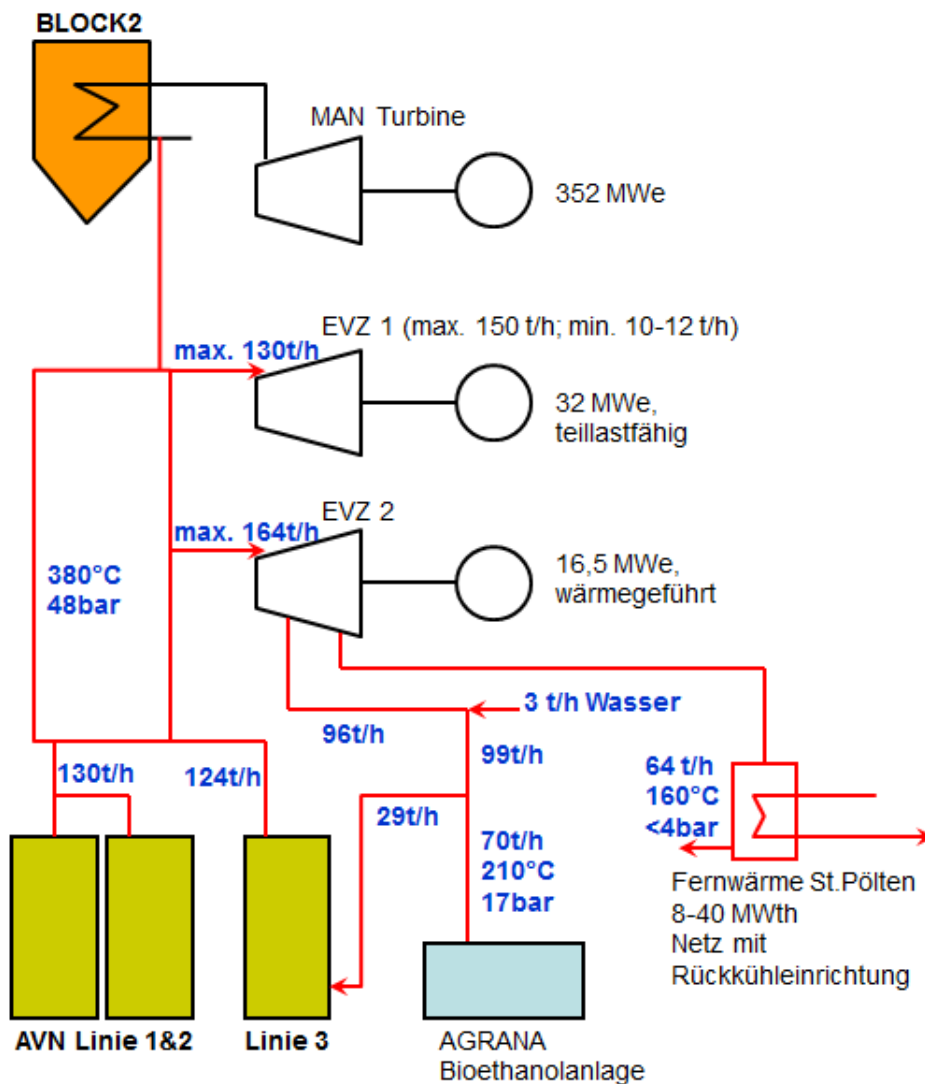 BLOCK2
MAN Turbine
352 MWe
EVZ 1 (max. 150 t/h; min. 10-12 t/h)
max. 130t/h
32 MWe,
teillastfähig
EVZ 2
max. 164t/h
16,5 MWe,
wärmegeführt
380°C
48bar
3 t/h Wasser
96t/h
99t/h
130t/h
124t/h
29t/h
64 t/h
160°C
<4bar
70t/h
210°C
17bar
Fernwärme St.Pölten
8-40 MWth
Netz mit
Rückkühleinrichtung
AVN Linie 1&2
Linie 3
AGRANA
Bioethanolanlage